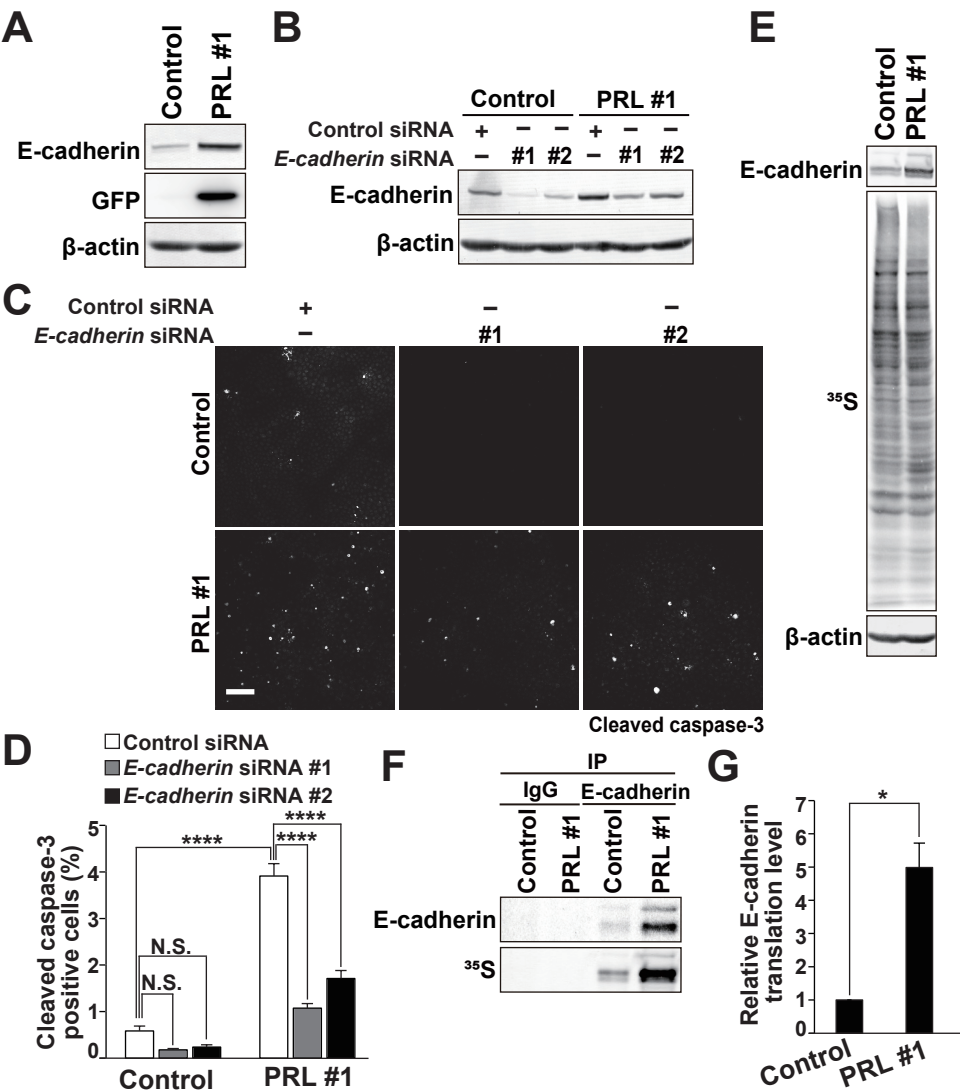 A
Control
PRL #1
E-cadherin
GFP
β-actin
B
Control PRL #1
Control siRNA + − − + − −
E-cadherin siRNA − #1 #2 − #1 #2
E-cadherin
β-actin
C
Control siRNA + − −
E-cadherin siRNA − #1 #2
Control
PRL #1
Cleaved caspase-3
D
Control siRNA
E-cadherin siRNA #1
E-cadherin siRNA #2
Cleaved caspase-3
positive cells (%)
5
4
3
2
1
0
****
****
****
N.S.
N.S.
Control PRL #1
E
Control
PRL #1
E-cadherin
³⁵S
β-actin
F
IP
IgG E-cadherin
Control
PRL #1
Control
PRL #1
E-cadherin
³⁵S
G
Relative E-cadherin
translation level
7
6
5
4
3
2
1
0
*
Control
PRL #1